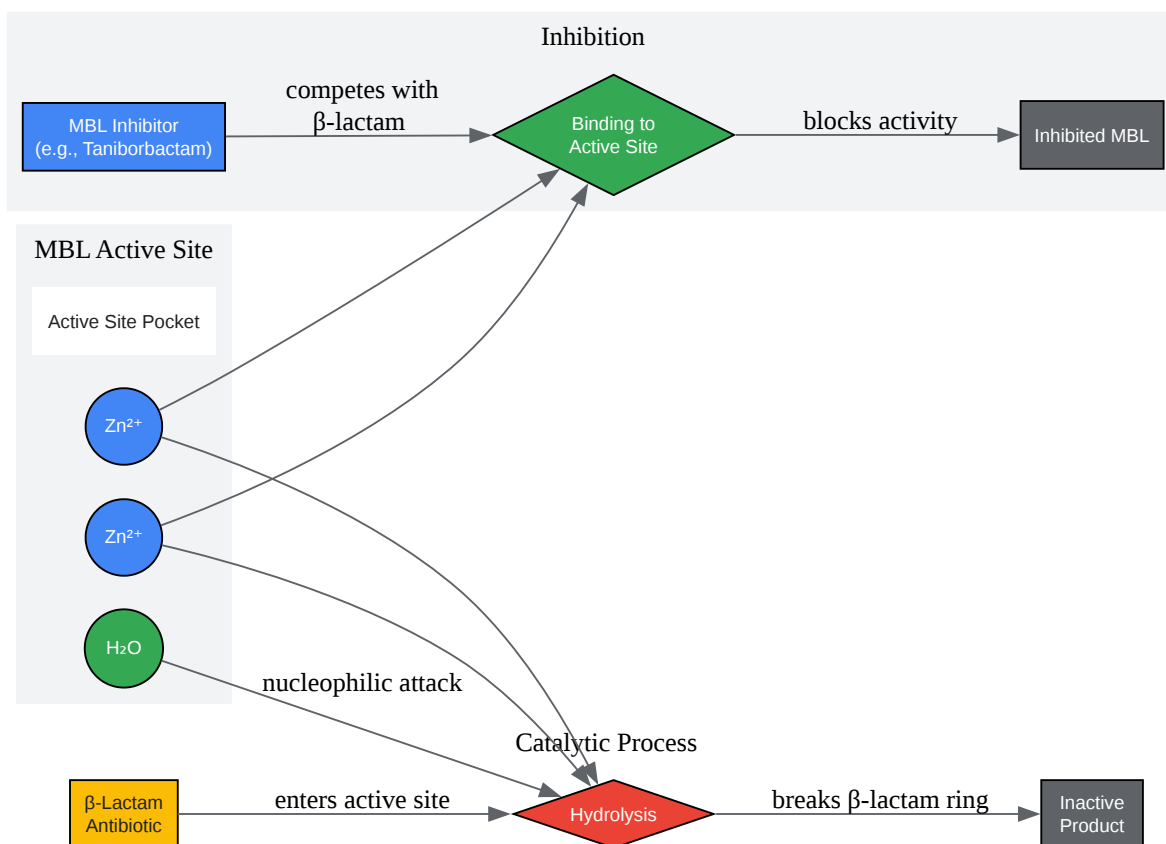 Inhibition
competes with
β-lactam
MBL Inhibitor
(e.g., Taniborbactam)
Binding to
Active Site
blocks activity
Inhibited MBL
MBL Active Site
Active Site Pocket
Zn²⁺
Zn²⁺
H₂O
nucleophilic attack
Catalytic Process
β-Lactam
Antibiotic
enters active site
Hydrolysis
breaks β-lactam ring
Inactive
Product